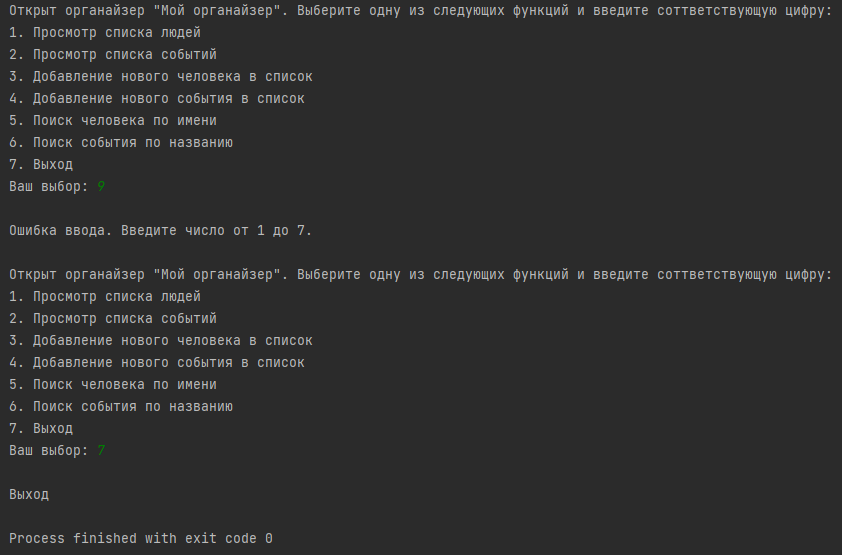 Открыт органайзер "Мой органайзер". Выберите одну из следующих функций и введите соттветствующую цифру:
1. Просмотр списка людей
2. Просмотр списка событий
3. Добавление нового человека в список
4. Добавление нового события в список
5. Поиск человека по имени
6. Поиск события по названию
7. Выход
Ваш выбор: 9
Ошибка ввода. Введите число от 1 до 7.
Открыт органайзер "Мой органайзер". Выберите одну из следующих функций и введите соттветствующую цифру:
1. Просмотр списка людей
2. Просмотр списка событий
3. Добавление нового человека в список
4. Добавление нового события в список
5. Поиск человека по имени
6. Поиск события по названию
7. Выход
Ваш выбор: 7
Выход
Process finished with exit code 0